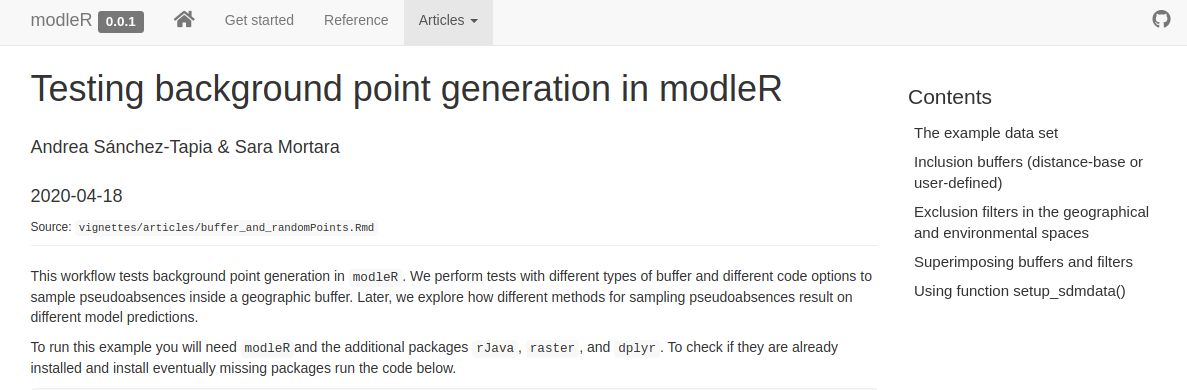 modleR 0.0.1 Get started Reference Articles
Testing background point generation in modleR
Andrea Sánchez-Tapia & Sara Mortara
2020-04-18
Source: vignettes/articles/buffer_and_randomPoints.Rmd
This workflow tests background point generation in modleR. We perform tests with different types of buffer and different code options to
sample pseudoabsences inside a geographic buffer. Later, we explore how different methods for sampling pseudoabsences result on
different model predictions.
To run this example you will need modleR and the additional packages rJava, raster, and dplyr. To check if they are already
installed and install eventually missing packages run the code below.
Contents
The example data set
Inclusion buffers (distance-base or
user-defined)
Exclusion filters in the geographical
and environmental spaces
Superimposing buffers and filters
Using function setup_sdmdata()